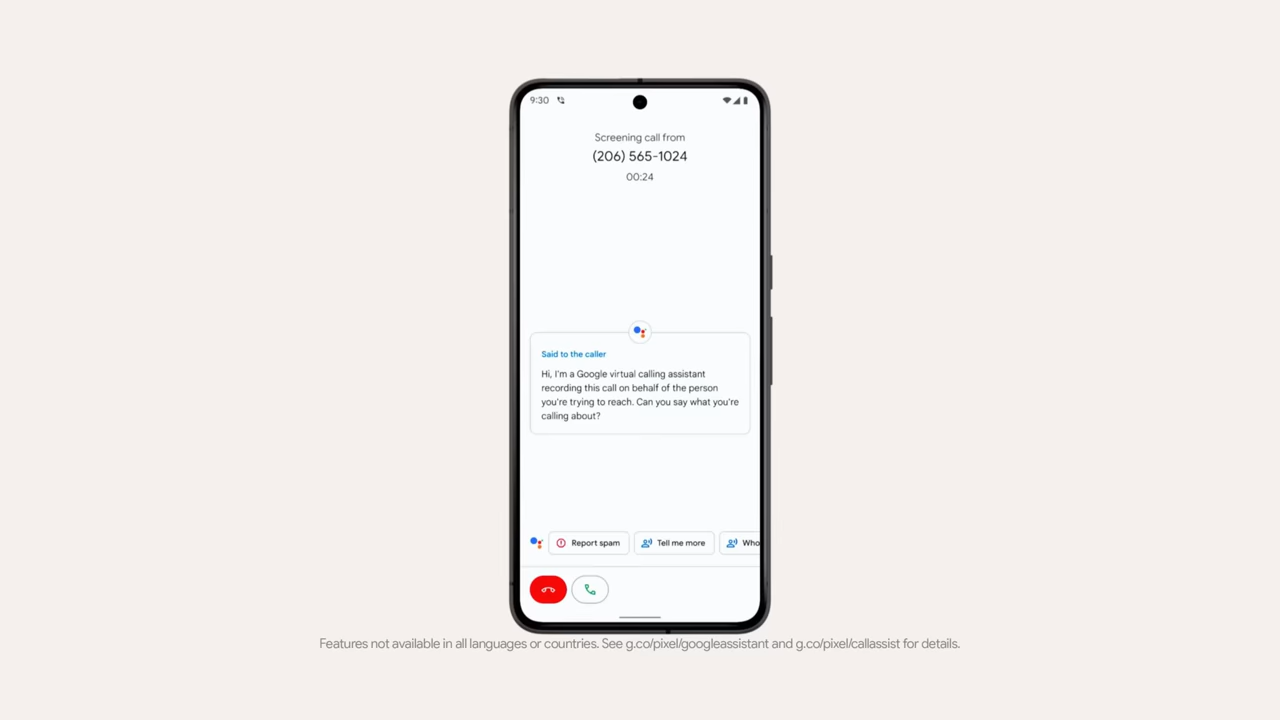 9:30
Screening call from
(206) 565-1024
00:24
Said to the caller
Hi, I'm a Google virtual calling assistant
recording this call on behalf of the person
you're trying to reach. Can you say what you're
calling about?
Report spam
Tell me more
Who
Features not available in all languages or countries. See g.co/pixel/googleassistant and g.co/pixel/callassist for details.